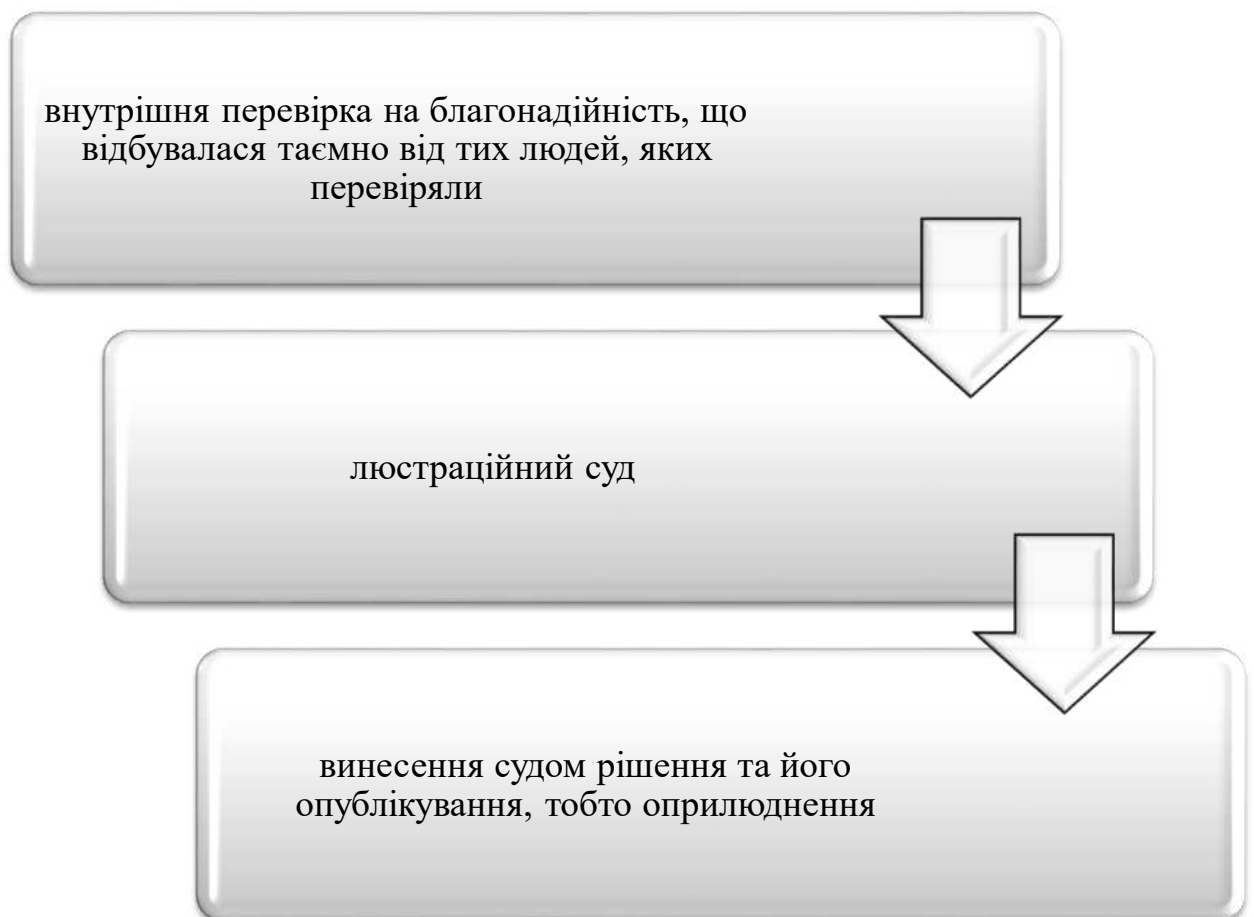 внутрішня перевірка на благонадійність, що
відбувалася таємно від тих людей, яких
перевіряли
люстраційний суд
винесення судом рішення та його
опублікування, тобто оприлюднення